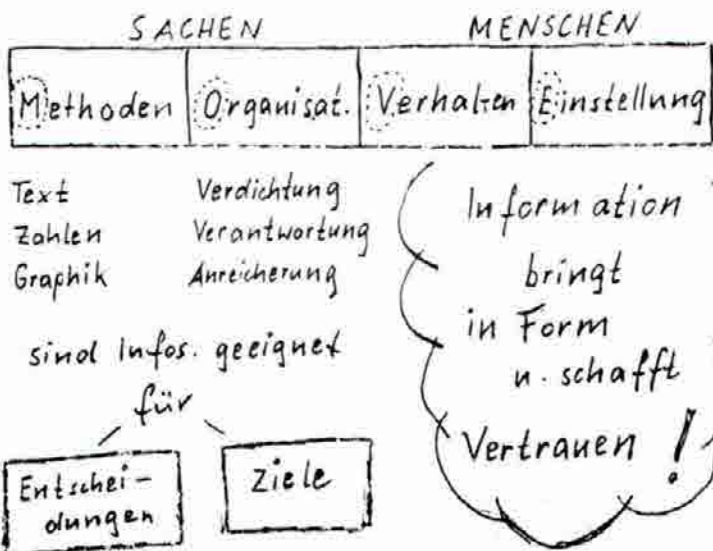 SACHEN MENSCHEN
Methoden Organisat. Verhalten Einstellung
Text Verdichtung
Zahlen Verantwortung
Graphik Anreicherung
sind Infos. geeignet
für
Entschei-
dungen
Ziele
Information
bringt
in Form
u. schafft
Vertrauen!